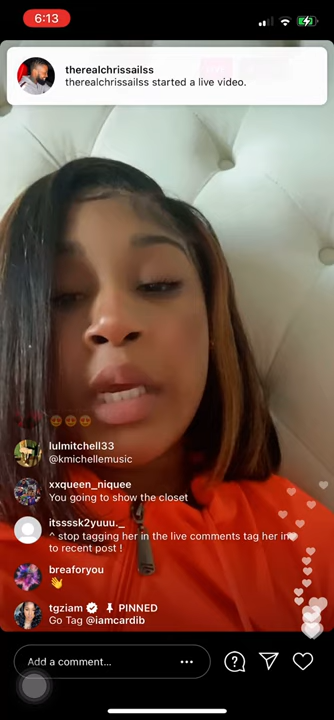 6:13
therealchrissailss
therealchrissailss started a live video.
lulmitchell33
@kmichellemusic
xxqueen_niquee
You going to show the closet
itssssk2yuuu._
^ stop tagging her in the live comments tag her in
to recent post !
breaforyou
👋
tgziam PINNED
Go Tag @iamcardib
Add a comment...